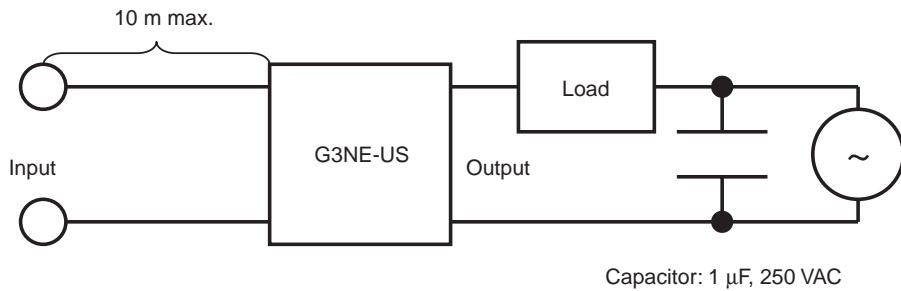 10 m max.
Load
G3NE-US
Input
Output
~
Capacitor: 1 μF, 250 VAC